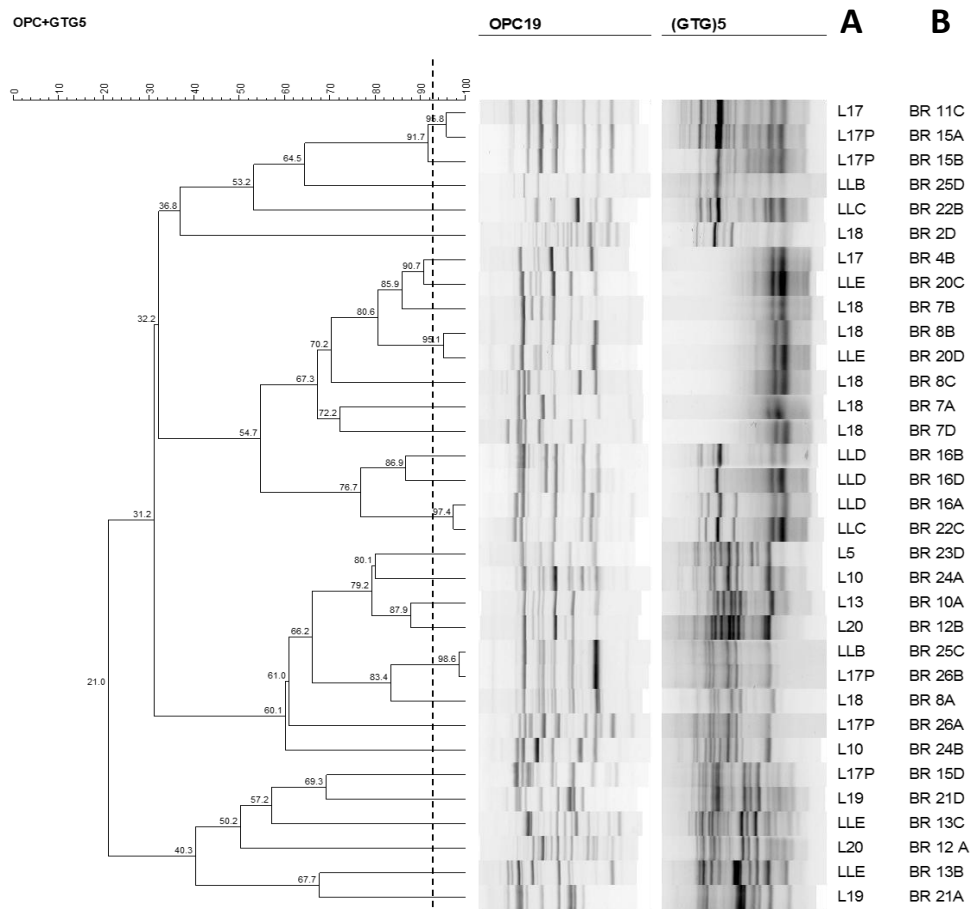 OPC+GTG5 OPC19 (GTG)5 A B
0 10 20 30 40 50 60 70 80 90 100
95.8 L17 BR 11C
91.7 L17P BR 15A
L17P BR 15B
64.5 LLB BR 25D
53.2 LLC BR 22B
36.8 L18 BR 2D
L17 BR 4B
90.7 LLE BR 20C
85.9 L18 BR 7B
32.2 80.6 L18 BR 8B
95.1 LLE BR 20D
70.2 L18 BR 8C
67.3 L18 BR 7A
72.2 L18 BR 7D
54.7 LLD BR 16B
86.9 LLD BR 16D
76.7 LLD BR 16A
97.4 LLC BR 22C
31.2 L5 BR 23D
80.1 L10 BR 24A
79.2 L13 BR 10A
87.9 L20 BR 12B
66.2 LLB BR 25C
98.6 L17P BR 26B
21.0 61.0 83.4 L18 BR 8A
60.1 L17P BR 26A
L10 BR 24B
L17P BR 15D
69.3 L19 BR 21D
57.2 LLE BR 13C
50.2 L20 BR 12 A
40.3 LLE BR 13B
67.7 L19 BR 21A